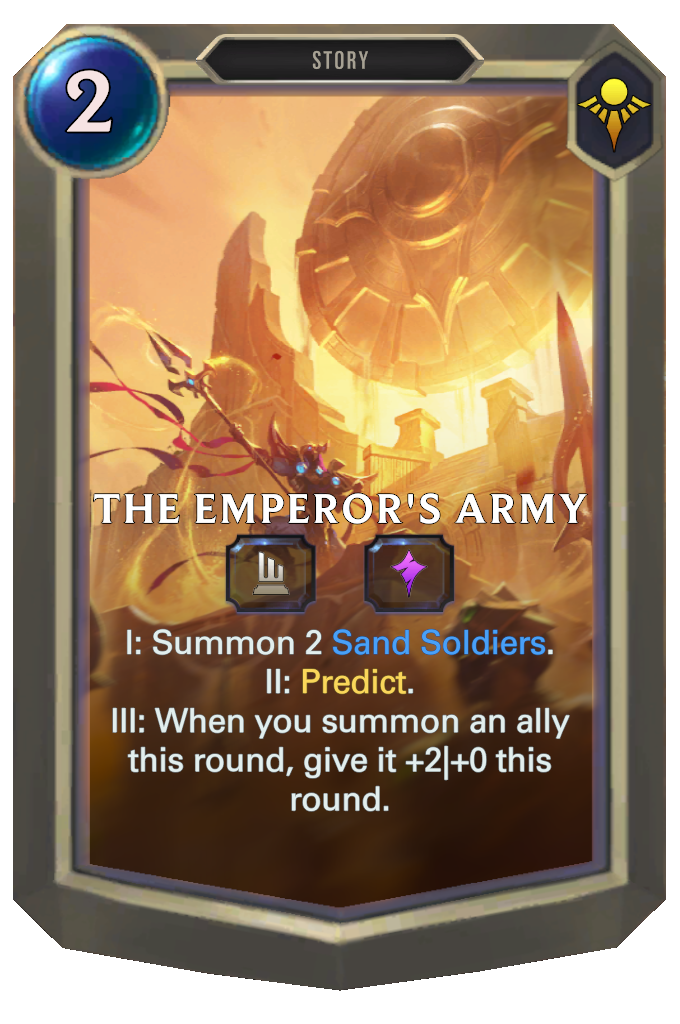 STORY
2
THE EMPEROR'S ARMY
I: Summon 2 Sand Soldiers.
II: Predict.
III: When you summon an ally
this round, give it +2|+0 this
round.